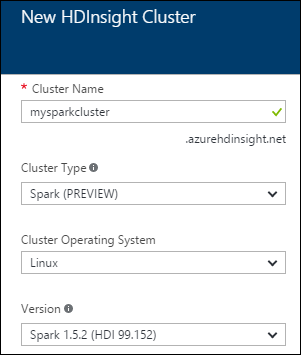 New HDInsight Cluster
* Cluster Name
mysparkcluster
.azurehdinsight.net
Cluster Type
Spark (PREVIEW)
Cluster Operating System
Linux
Version
Spark 1.5.2 (HDI 99.152)